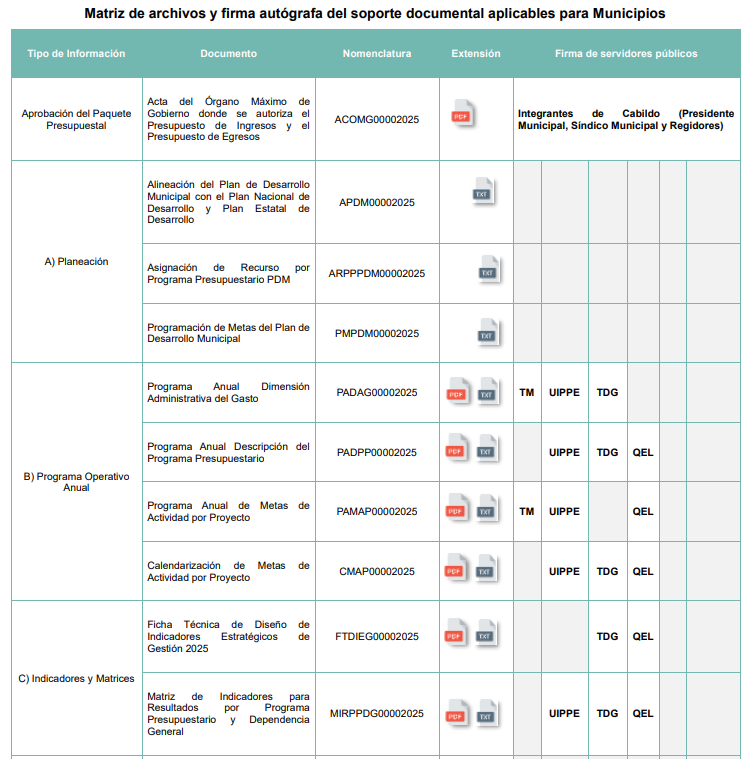 Matriz de archivos y firma autógrafa del soporte documental aplicables para Municipios
Tipo de Información
Documento
Nomenclatura
Extensión
Firma de servidores públicos
Aprobación del Paquete
Presupuestal
Acta del Órgano Máximo de
Gobierno donde se autoriza el
Presupuesto de Ingresos y el
Presupuesto de Egresos
ACOMG00002025
PDF
Integrantes de Cabildo (Presidente
Municipal, Síndico Municipal y Regidores)
A) Planeación
Alineación del Plan de Desarrollo
Municipal con el Plan Nacional de
Desarrollo y Plan Estatal de
Desarrollo
APDM00002025
TXT
Asignación de Recurso por
Programa Presupuestario PDM
ARPPPDM00002025
TXT
Programación de Metas del Plan de
Desarrollo Municipal
PMPDM00002025
TXT
B) Programa Operativo
Anual
Programa Anual Dimensión
Administrativa del Gasto
PADAG00002025
PDF TXT
TM UIPPE TDG
Programa Anual Descripción del
Programa Presupuestario
PADPP00002025
PDF TXT
UIPPE TDG QEL
Programa Anual de Metas de
Actividad por Proyecto
PAMAP00002025
PDF TXT
TM UIPPE QEL
Calendarización de Metas de
Actividad por Proyecto
CMAP00002025
PDF TXT
UIPPE TDG QEL
C) Indicadores y Matrices
Ficha Técnica de Diseño de
Indicadores Estratégicos de
Gestión 2025
FTDIEG00002025
PDF TXT
TDG QEL
Matriz de Indicadores para
Resultados por Programa
Presupuestario y Dependencia
General
MIRPPDG00002025
PDF TXT
UIPPE TDG QEL